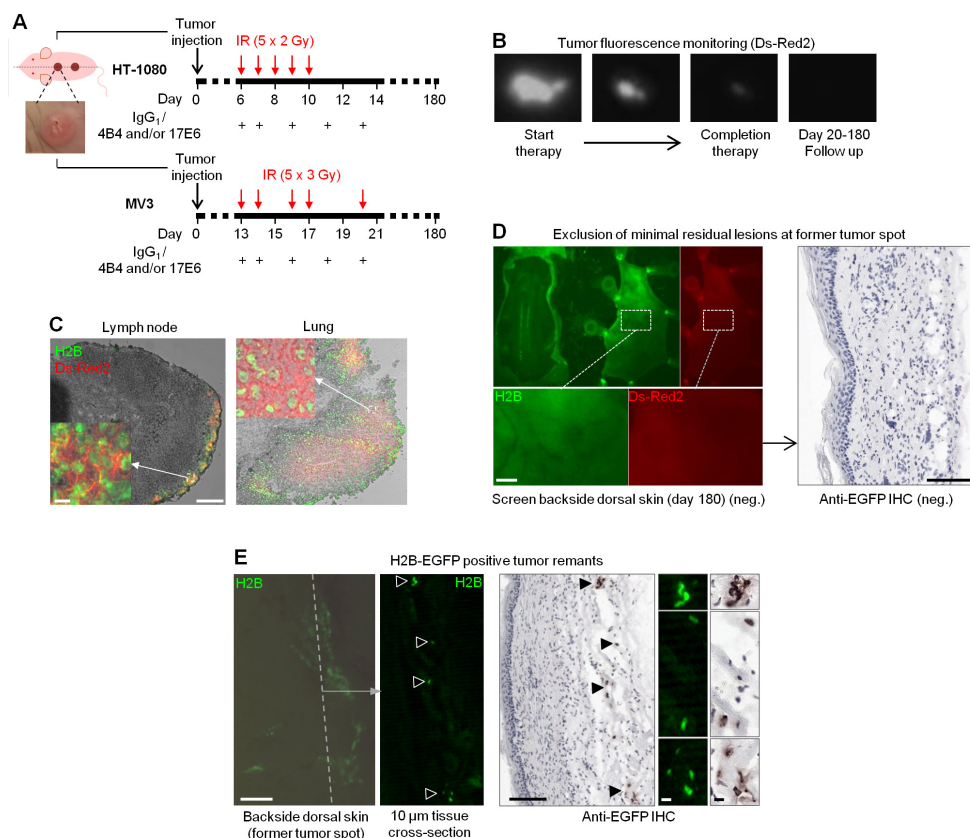 A
Tumor
injection
IR (5 x 2 Gy)
HT-1080
Day
0 6 8 10 12 14 180
IgG1/
4B4 and/or 17E6
+ + + + +
Tumor
injection
IR (5 x 3 Gy)
MV3
Day
0 13 15 17 19 21 180
IgG1/
4B4 and/or 17E6
+ + + + +
B
Tumor fluorescence monitoring (Ds-Red2)
Start
therapy
Completion
therapy
Day 20-180
Follow up
C
Lymph node
Lung
H2B
Ds-Red2
D
Exclusion of minimal residual lesions at former tumor spot
H2B
Ds-Red2
Screen backside dorsal skin (day 180) (neg.)
Anti-EGFP IHC (neg.)
E
H2B-EGFP positive tumor remants
H2B
H2B
Backside dorsal skin
(former tumor spot)
10 µm tissue
cross-section
Anti-EGFP IHC